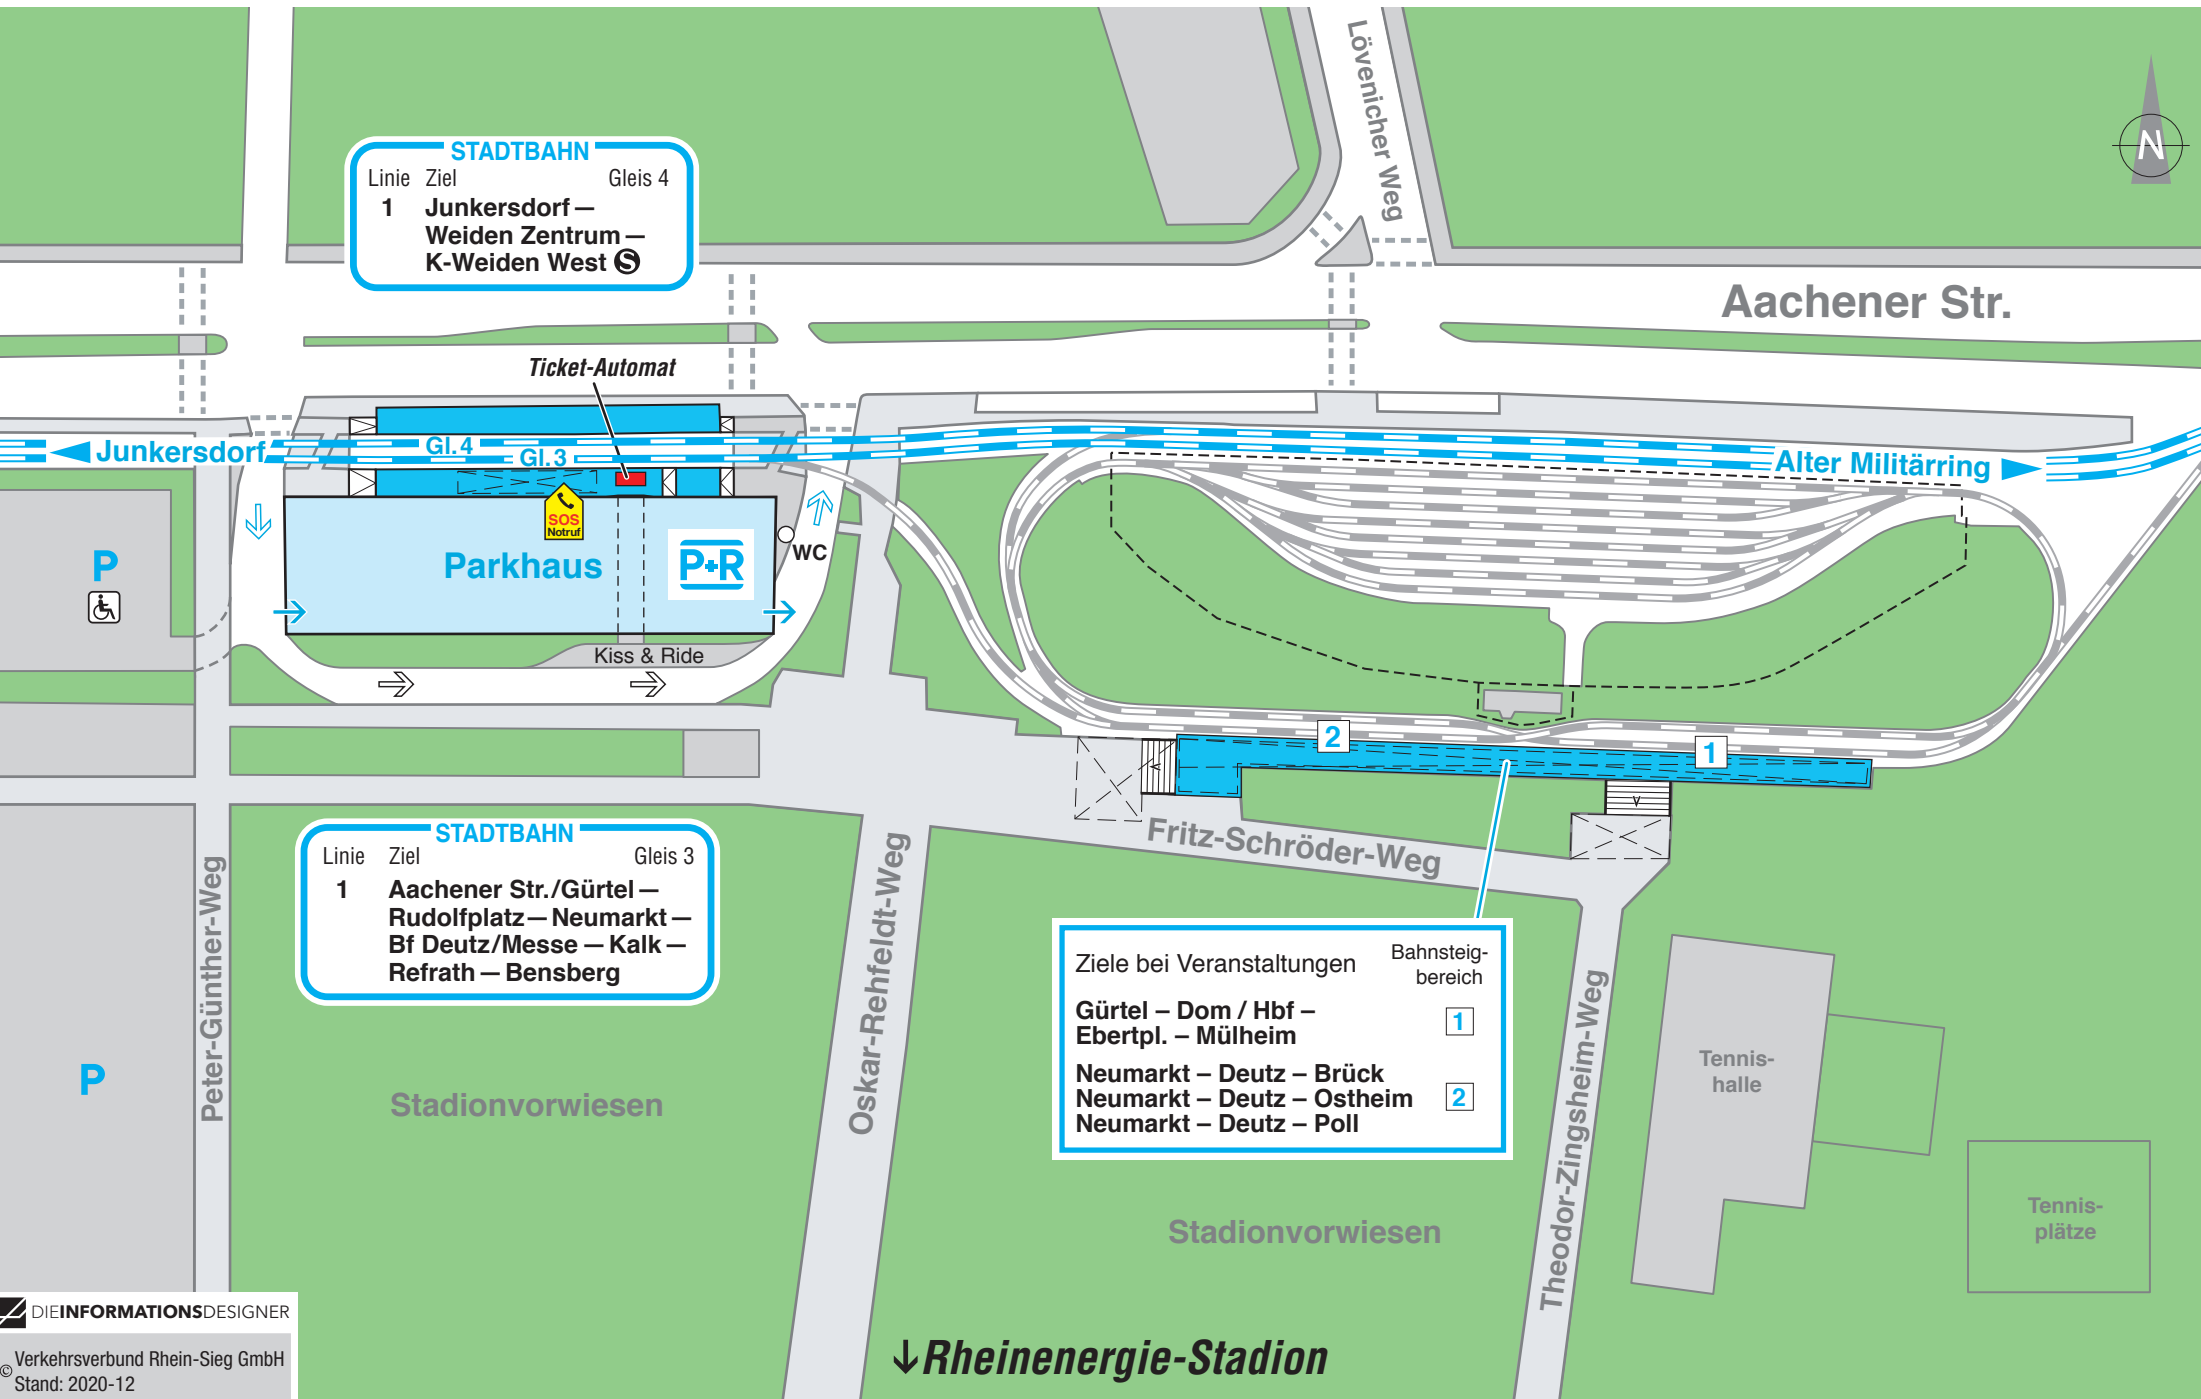 Lövenicher Weg
N
STADTBAHN
Linie Ziel Gleis 4
1 Junkersdorf –
Weiden Zentrum –
K-Weiden West S
Aachener Str.
Ticket-Automat
Junkersdorf
Gl.4
Gl.3
Alter Militärring
SOS
Notruf
Parkhaus
P+R
WC
P
Kiss & Ride
2
1
STADTBAHN
Linie Ziel Gleis 3
1 Aachener Str./Gürtel –
Rudolfplatz – Neumarkt –
Bf Deutz/Messe – Kalk –
Refrath – Bensberg
Fritz-Schröder-Weg
Peter-Günther-Weg
Oskar-Rehfeldt-Weg
Theodor-Zingsheim-Weg
Ziele bei Veranstaltungen
Bahnsteig-
bereich
Gürtel – Dom / Hbf –
Ebertpl. – Mülheim
1
Neumarkt – Deutz – Brück
Neumarkt – Deutz – Ostheim
Neumarkt – Deutz – Poll
2
Tennis-
halle
Tennis-
plätze
P
Stadionvorwiesen
Stadionvorwiesen
↓Rheinenergie-Stadion
DIEINFORMATIONSDESIGNER
© Verkehrsverbund Rhein-Sieg GmbH
Stand: 2020-12